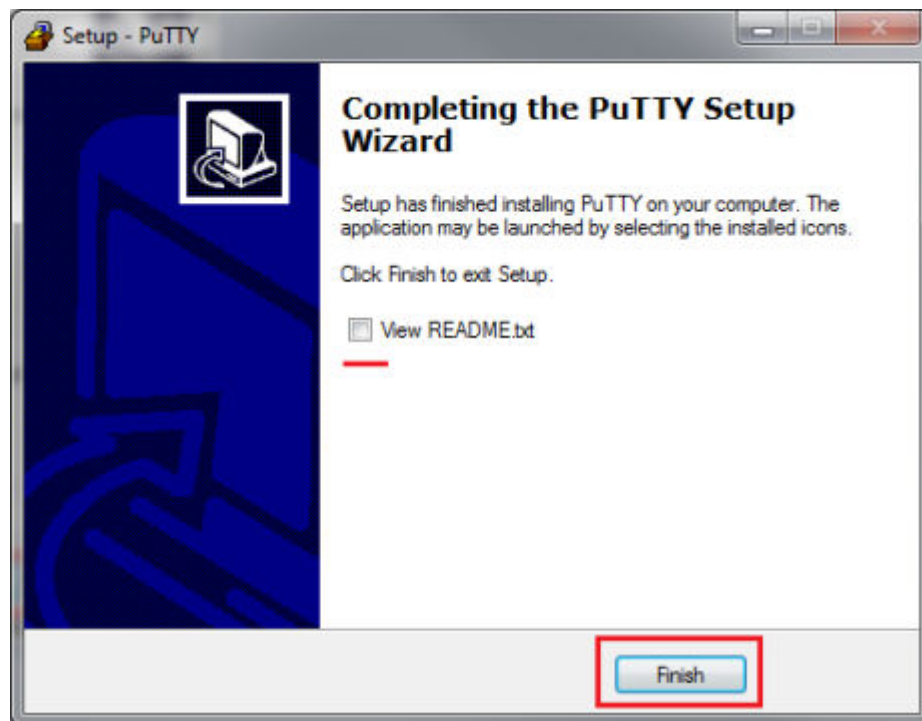 Setup - PuTTY
Completing the PuTTY Setup
Wizard
Setup has finished installing PuTTY on your computer. The
application may be launched by selecting the installed icons.
Click Finish to exit Setup.
View README.txt
Finish